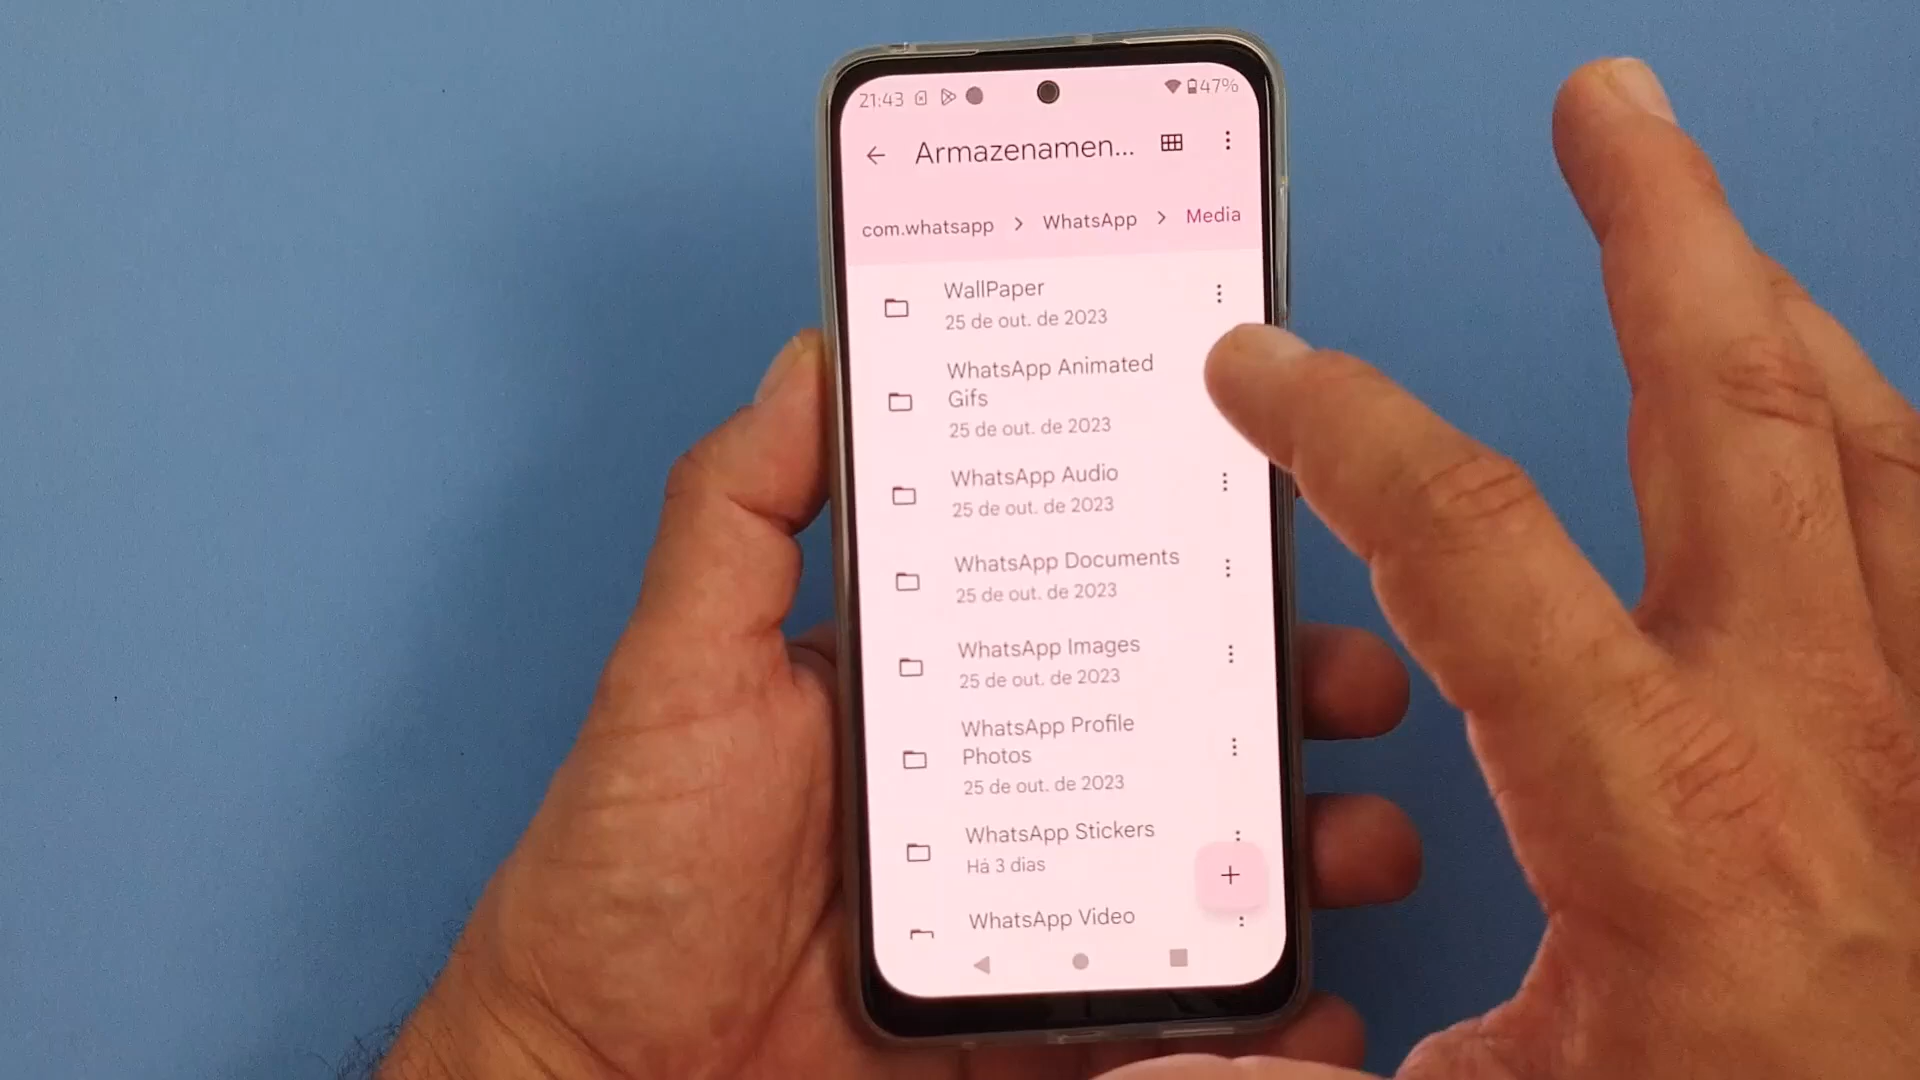 21:43 47%
Armazenamen...
com.whatsapp > WhatsApp > Media
WallPaper
25 de out. de 2023
WhatsApp Animated
Gifs
25 de out. de 2023
WhatsApp Audio
25 de out. de 2023
WhatsApp Documents
25 de out. de 2023
WhatsApp Images
25 de out. de 2023
WhatsApp Profile
Photos
25 de out. de 2023
WhatsApp Stickers
Há 3 dias
WhatsApp Video